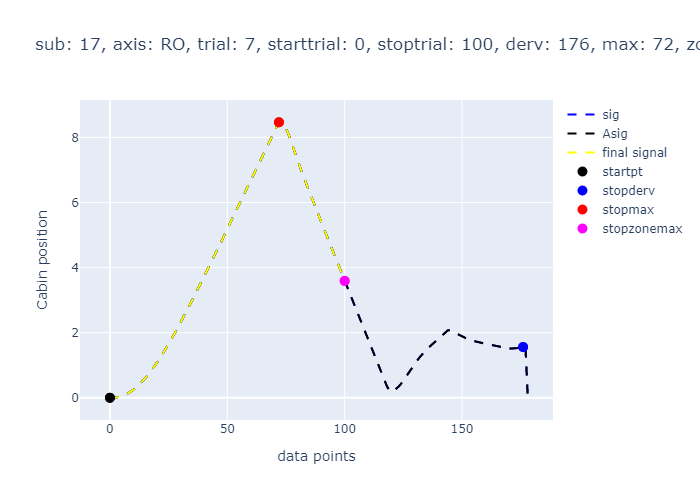 sub: 17, axis: RO, trial: 7, starttrial: 0, stoptrial: 100, derv: 176, max: 72, zo
sig
Asig
final signal
startpt
stopderv
stopmax
stopzonemax
Cabin position
8
6
4
2
0
0 50 100 150
data points